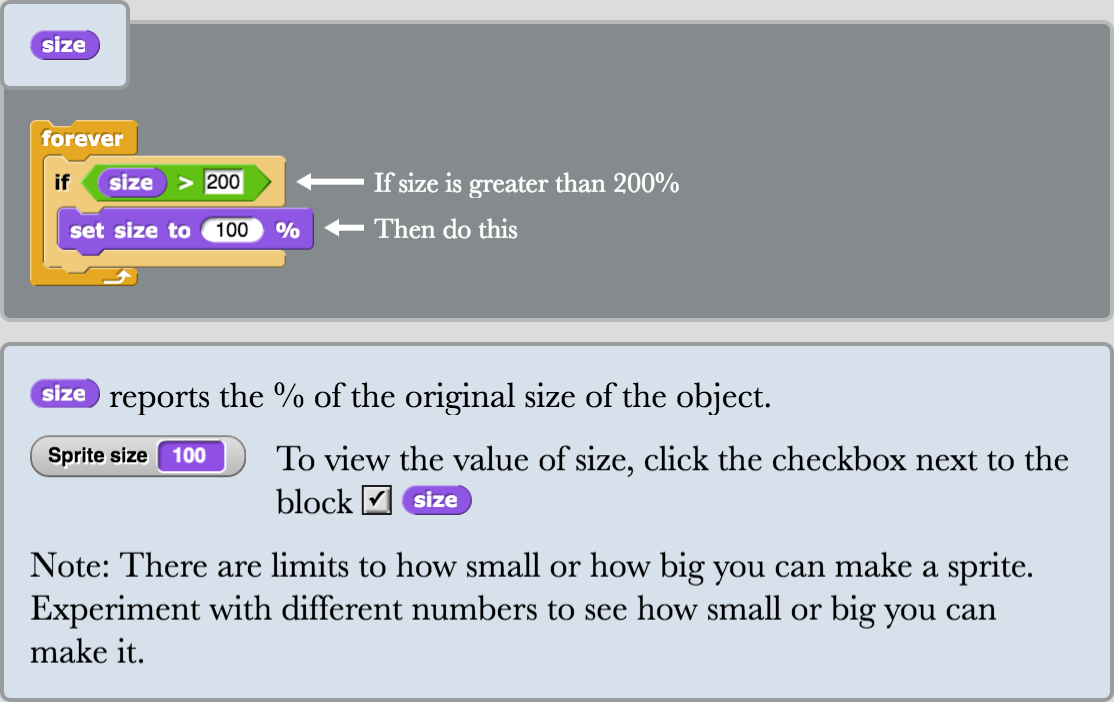 size
forever
if size > 200
If size is greater than 200%
set size to 100 %
Then do this
size reports the % of the original size of the object.
Sprite size 100
To view the value of size, click the checkbox next to the
block size
Note: There are limits to how small or how big you can make a sprite.
Experiment with different numbers to see how small or big you can
make it.